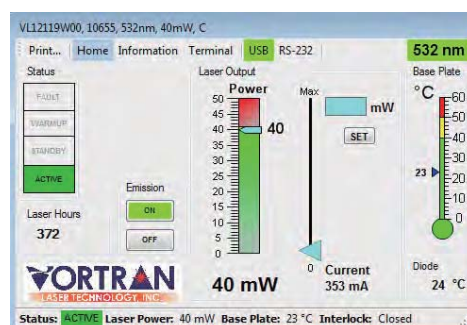 VL12119W00, 10655, 532nm, 40mW, C
Print... Home Information Terminal USB RS-232 532 nm
Status
FAULT
WARMUP
STANDBY
ACTIVE
Laser Hours
372
Emission
ON
OFF
VORTRAN
LASER TECHNOLOGY, INC.
Laser Output
Power
50
45
40
35
30
25
20
15
10
5
0
40
40 mW
Max
mW
SET
0
Current
353 mA
Base Plate
°C
60
50
40
30
20
10
0
23
Diode
24 °C
Status: ACTIVE Laser Power: 40 mW Base Plate: 23 °C Interlock: Closed